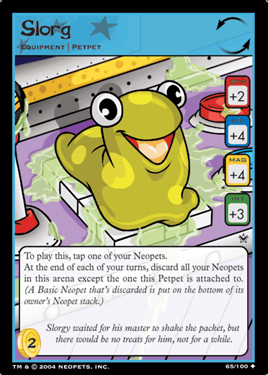 Slorg
EQUIPMENT | PETPET
+2
+4
MAG
+4
INT
+3
To play this, tap one of your Neopets.
At the end of each of your turns, discard all your Neopets
in this arena except the one this Petpet is attached to.
(A Basic Neopet that's discarded is put on the bottom of its
owner's Neopet stack.)
2
Slorg waited for his master to shake the packet, but
there would be no treats for him, not for a while.
TM & © 2004 NEOPETS, INC.
65/100